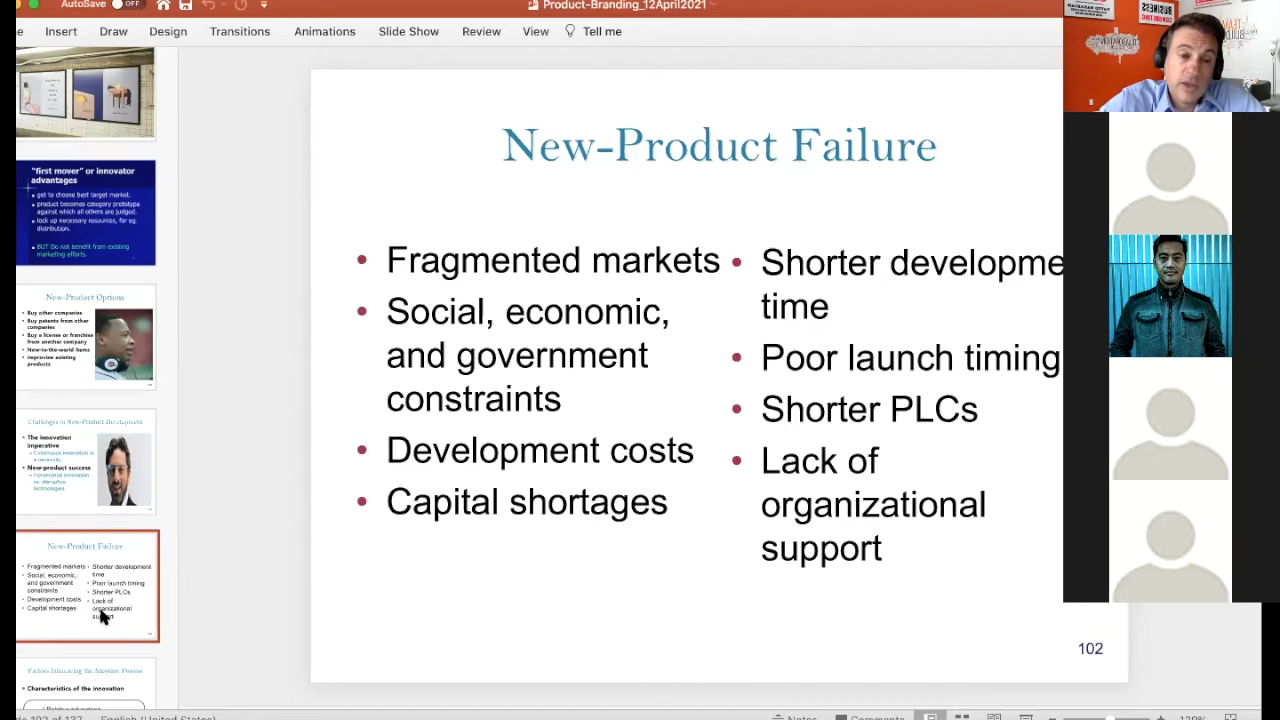 AutoSave OFF
Product-Branding_12April2021
Insert Draw Design Transitions Animations Slide Show Review View Tell me
"first mover" or innovator
advantages
get to choose best target market.
product becomes category prototype
against which all others are judged.
lock up necessary resources, for eg.
distribution.
BUT Do not benefit from existing
marketing efforts.
New-Product Options
• Buy other companies
• Buy patents from other
companies
• Buy a license or franchise
from another company
• New-to-the-world items
• Improvise existing
products
Challenges in New-Product Development
• The innovation
imperative
Continuous innovation is
a necessity
• New-product success
Incremental innovation
vs. disruptive
technologies
New-Product Failure
• Fragmented markets
• Social, economic,
and government
constraints
• Development costs
• Capital shortages
• Shorter development
time
• Poor launch timing
• Shorter PLCs
• Lack of
organizational
Factors Influencing the Adoption Process
• Characteristics of the innovation
New-Product Failure
• Fragmented markets
• Social, economic,
and government
constraints
• Development costs
• Capital shortages
• Shorter developme
time
• Poor launch timing
• Shorter PLCs
• Lack of
organizational
support
102
BUSINESS
CONSULTING